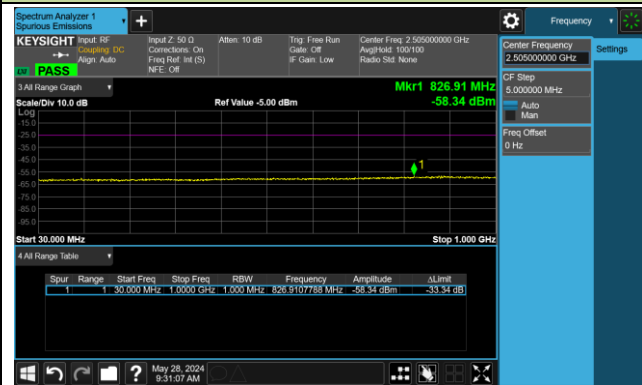 Spectrum Analyzer 1
Spurious Emissions
Frequency
KEYSIGHT
Input: RF
Coupling: DC
Align: Auto
Input Z: 50 Ω
Corrections: On
Freq Ref: Int (S)
NFE: Off
Atten: 10 dB
Trig: Free Run
Gate: Off
IF Gain: Low
Center Freq: 2.505000000 GHz
Avg|Hold: 100/100
Radio Std: None
PASS
Center Frequency
2.505000000 GHz
Settings
CF Step
5.000000 MHz
Auto
Man
Freq Offset
0 Hz
3 All Range Graph
Mkr1 826.91 MHz
Scale/Div 10.0 dB
Ref Value -5.00 dBm
-58.34 dBm
Log
-15.0
-25.0
-35.0
-45.0
-55.0
-65.0
-75.0
-85.0
-95.0
1
Start 30.000 MHz
Stop 1.000 GHz
4 All Range Table
Spur Range Start Freq Stop Freq RBW Frequency Amplitude ΔLimit
1 1 30.000 MHz 1.0000 GHz 1.000 MHz 826.9107788 MHz -58.34 dBm -33.34 dB
May 28, 2024
9:31:07 AM